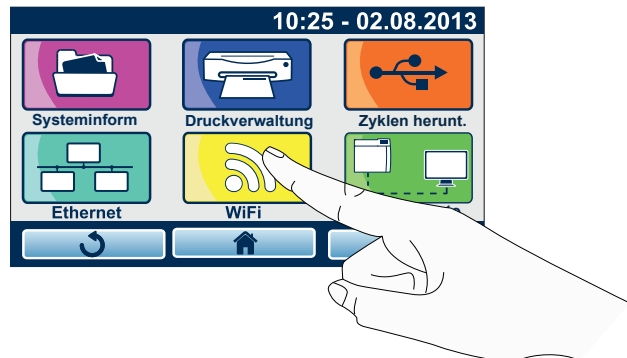 10:25 - 02.08.2013
Systeminform
Druckverwaltung
Zyklen herunt.
Ethernet
WiFi